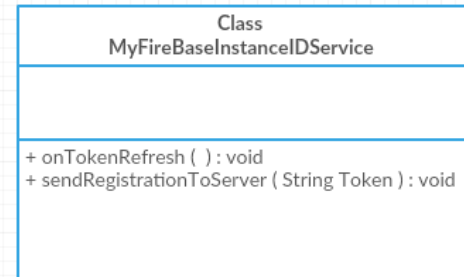 Class
MyFireBaseInstanceIDService
+ onTokenRefresh ( ) : void
+ sendRegistrationToServer ( String Token ) : void